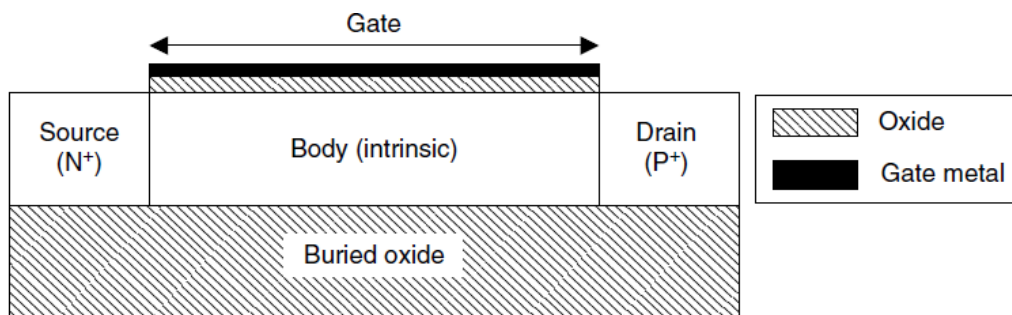 Gate
Source
(N+)
Body (intrinsic)
Drain
(P+)
Buried oxide
Oxide
Gate metal